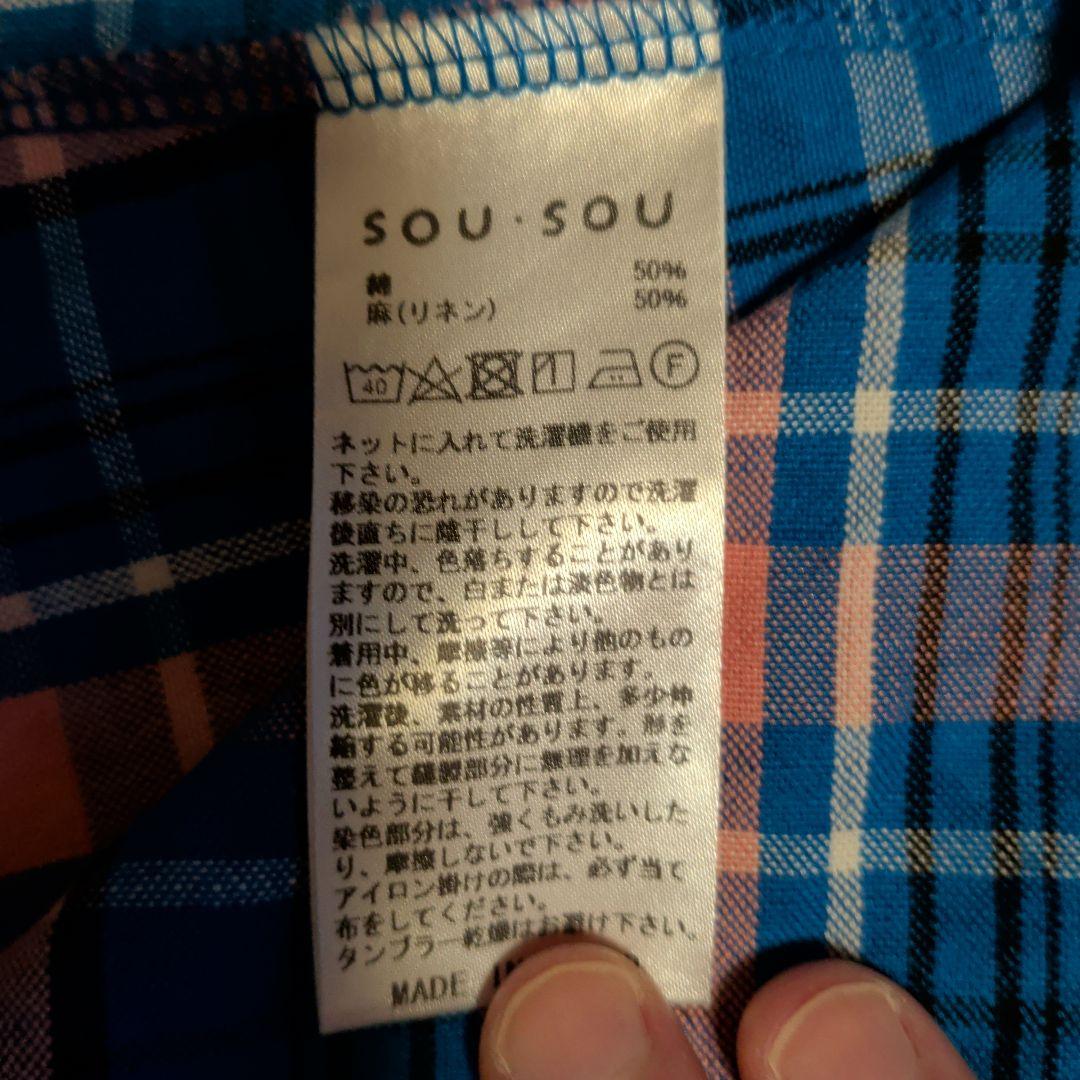 SOU・SOU
綿 50%
麻(リネン) 50%
40 F
ネットに入れて洗濯機をご使用
下さい。
移染の恐れがありますので洗濯
後直ちに陰干しして下さい。
洗濯中、色落ちすることがあり
ますので、白または淡色物とは
別にして洗って下さい。
着用中、摩擦等により他のもの
に色が移ることがあります。
洗濯後、素材の性質上、多少伸
縮する可能性があります。形を
整えて縫製部分に無理を加えな
いように干して下さい。
染色部分は、強くもみ洗いした
り、摩擦しないで下さい。
アイロン掛けの際は、必ず当て
布をしてください。
タンブラー乾燥はお避け下さい。
MADE